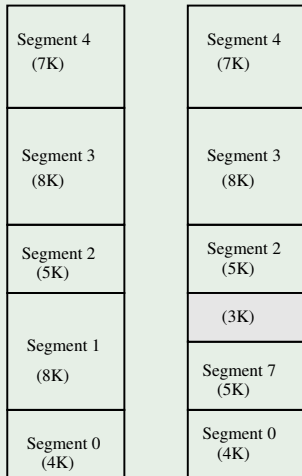 Segment 4
(7K)
Segment 3
(8K)
Segment 2
(5K)
Segment 1
(8K)
Segment 0
(4K)
Segment 4
(7K)
Segment 3
(8K)
Segment 2
(5K)
(3K)
Segment 7
(5K)
Segment 0
(4K)